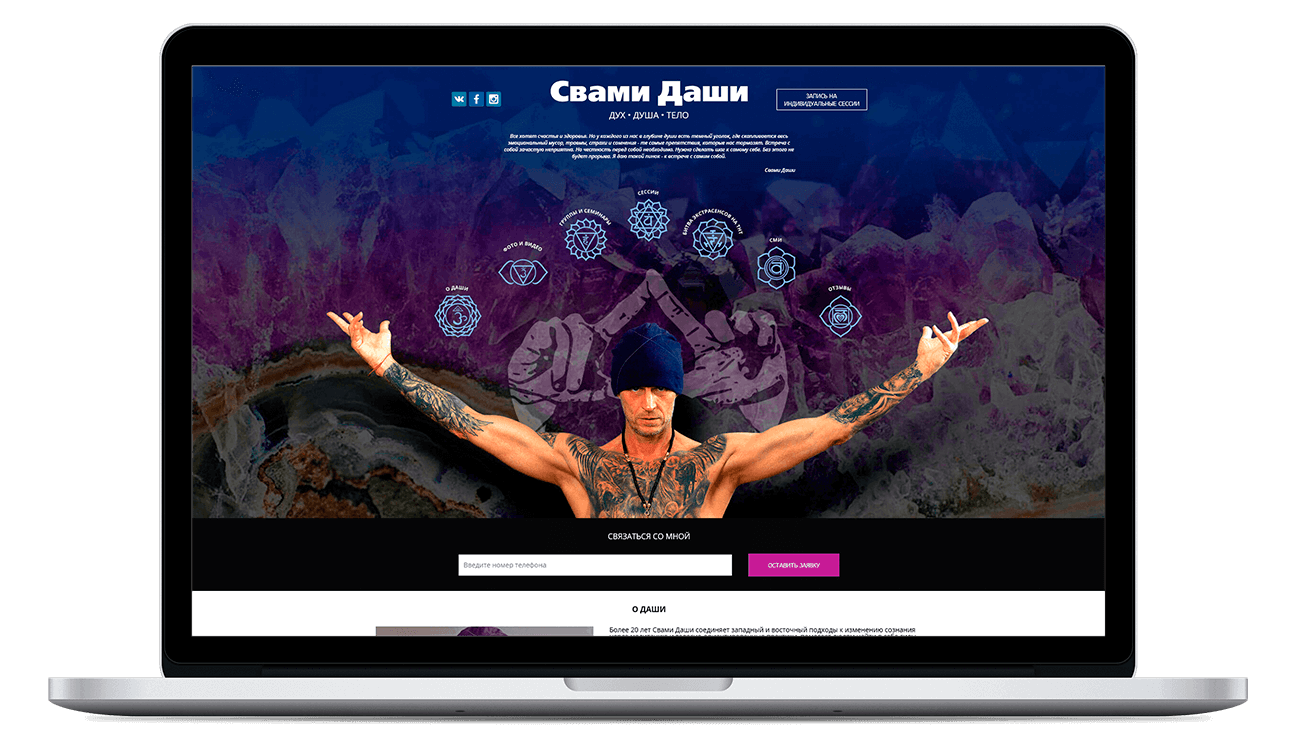 Свами Даши
ДУХ • ДУША • ТЕЛО
ЗАПИСЬ НА
ИНДИВИДУАЛЬНЫЕ СЕССИИ
Все хотят счастья и здоровья. Но у каждого из нас в глубине души есть темный уголок, где скапливается весь
эмоциональный мусор, травмы, страхи и сомнения - те самые препятствия, которые нас тормозят. Встреча с
собой зачастую неприятна. Но честность перед собой необходима. Нужно сделать шаг к самому себе. Без этого не
будет прорыва. Я даю такой пинок - к встрече с самим собой.
Свами Даши
О ДАШИ
ФОТО И ВИДЕО
ГРУППЫ И СЕМИНАРЫ
СЕССИИ
БИТВА ЭКСТРАСЕНСОВ НА ТНТ
СМИ
ОТЗЫВЫ
СВЯЗАТЬСЯ СО МНОЙ
Введите номер телефона
ОСТАВИТЬ ЗАЯВКУ
О ДАШИ
Более 20 лет Свами Даши соединяет западный и восточный подходы к изменению сознания